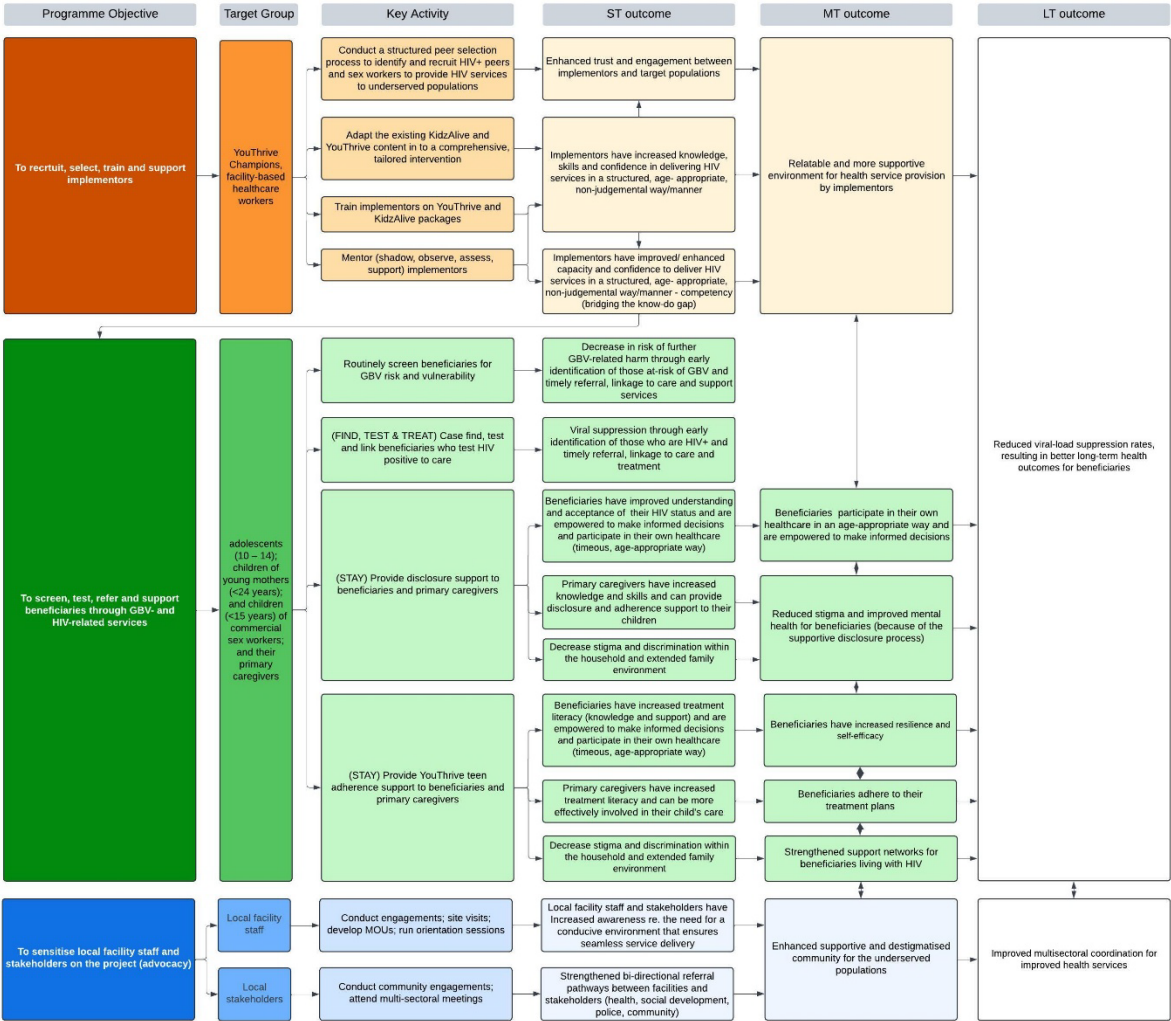 Programme Objective
Target Group
Key Activity
ST outcome
MT outcome
LT outcome
To recrtuit, select, train and support
implementors
YouThrive
Champions,
facility-based
healthcare
workers
Conduct a structured peer selection
process to identify and recruit HIV+ peers
and sex workers to provide HIV services
to underserved populations
Adapt the existing KidzAlive and
YouThrive content in to a comprehensive,
tailored intervention
Train implementors on YouThrive and
KidzAlive packages
Mentor (shadow, observe, assess,
support) implementors
Enhanced trust and engagement between
implementors and target populations
Implementors have increased knowledge,
skills and confidence in delivering HIV
services in a structured, age- appropriate,
non-judgemental way/manner
Implementors have improved/ enhanced
capacity and confidence to deliver HIV
services in a structured, age- appropriate,
non-judgemental way/manner - competency
(bridging the know-do gap)
Relatable and more supportive
environment for health service provision
by implementors
To screen, test, refer and support
beneficiaries through GBV- and
HIV-related services
adolescents
(10 – 14);
children of
young mothers
(<24 years);
and children
(<15 years) of
commercial
sex workers;
and their
primary
caregivers
Routinely screen beneficiaries for
GBV risk and vulnerability
(FIND, TEST & TREAT) Case find, test
and link beneficiaries who test HIV
positive to care
(STAY) Provide disclosure support to
beneficiaries and primary caregivers
(STAY) Provide YouThrive teen
adherence support to beneficiaries and
primary caregivers
Decrease in risk of further
GBV-related harm through early
identification of those at-risk of GBV and
timely referral, linkage to care and support
services
Viral suppression through early
identification of those who are HIV+ and
timely referral, linkage to care and
treatment
Beneficiaries have improved understanding
and acceptance of their HIV status and are
empowered to make informed decisions
and participate in their own healthcare
(timeous, age-appropriate way)
Primary caregivers have increased
knowledge and skills and can provide
disclosure and adherence support to their
children
Decrease stigma and discrimination within
the household and extended family
environment
Beneficiaries have increased treatment
literacy (knowledge and support) and are
empowered to make informed decisions
and participate in their own healthcare
(timeous, age-appropriate way)
Primary caregivers have increased
treatment literacy and can be more
effectively involved in their child's care
Decrease stigma and discrimination within
the household and extended family
environment
Beneficiaries participate in their own
healthcare in an age-appropriate way and
are empowered to make informed decisions
Reduced stigma and improved mental
health for beneficiaries (because of the
supportive disclosure process)
Beneficiaries have increased resilience and
self-efficacy
Beneficiaries adhere to their
treatment plans
Strengthened support networks for
beneficiaries living with HIV
Reduced viral-load suppression rates,
resulting in better long-term health
outcomes for beneficiaries
To sensitise local facility staff and
stakeholders on the project (advocacy)
Local facility
staff
Local
stakeholders
Conduct engagements; site visits;
develop MOUs; run orientation sessions
Conduct community engagements;
attend multi-sectoral meetings
Local facility staff and stakeholders have
Increased awareness re. the need for a
conducive environment that ensures
seamless service delivery
Strengthened bi-directional referral
pathways between facilities and
stakeholders (health, social development,
police, community)
Enhanced supportive and destigmatised
community for the underserved
populations
Improved multisectoral coordination for
improved health services